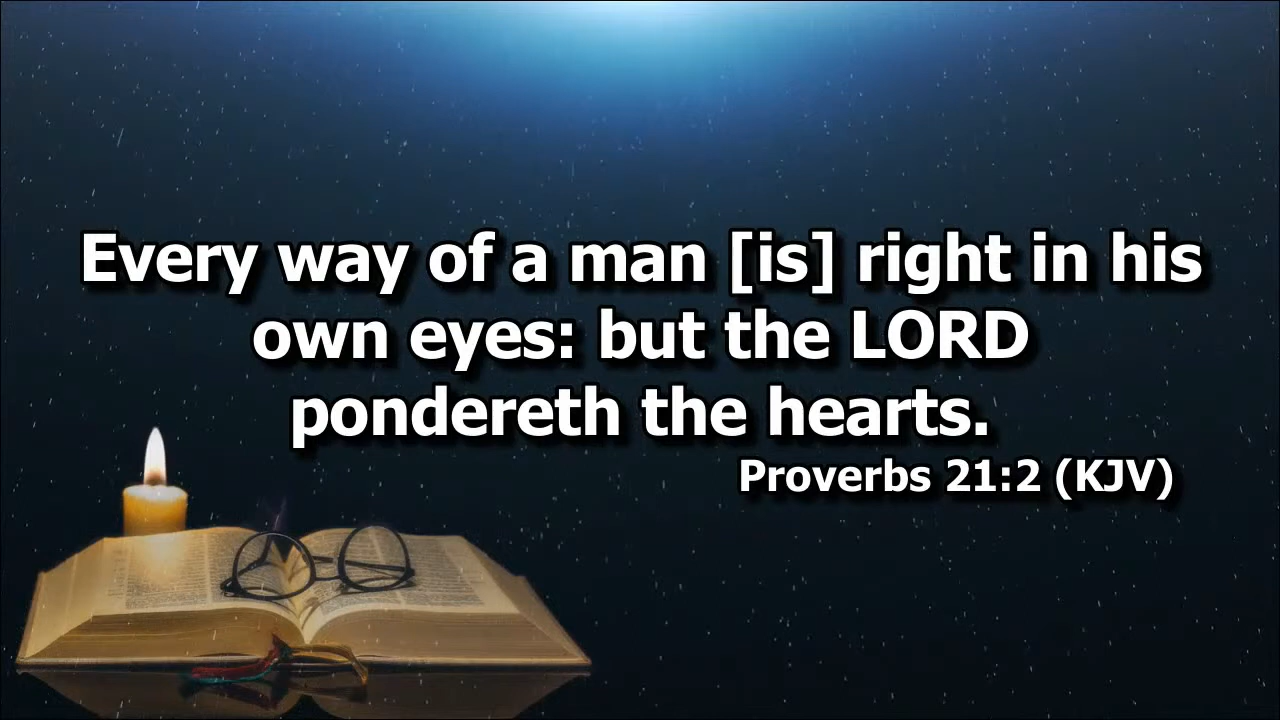 Every way of a man [is] right in his
own eyes: but the LORD
pondereth the hearts.
Proverbs 21:2 (KJV)